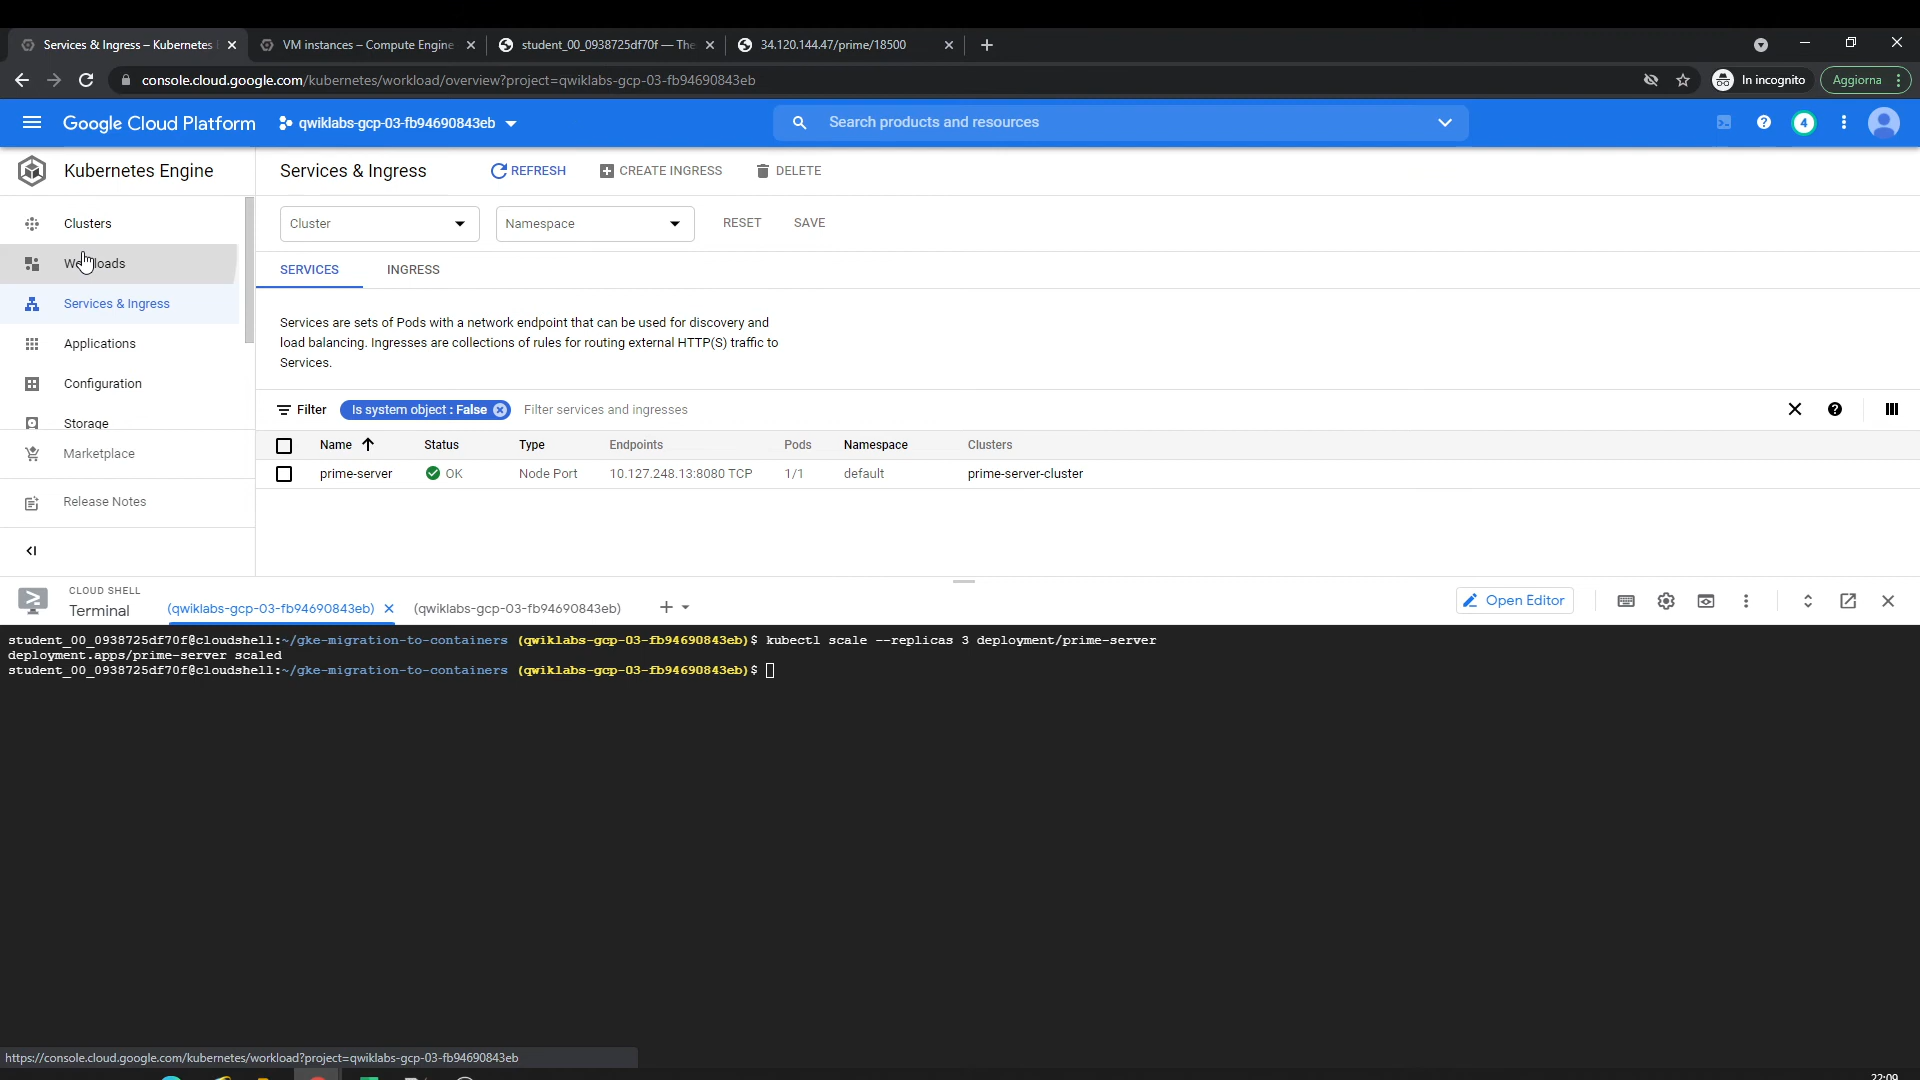 Services & Ingress – Kubernetes
VM instances – Compute Engine
student_00_0938725df70f — The
34.120.144.47/prime/18500
console.cloud.google.com/kubernetes/workload/overview?project=qwiklabs-gcp-03-fb94690843eb
In incognito
Aggiorna
Google Cloud Platform
qwiklabs-gcp-03-fb94690843eb
Search products and resources
4
Kubernetes Engine
Services & Ingress
REFRESH
CREATE INGRESS
DELETE
Clusters
Workloads
Services & Ingress
Applications
Configuration
Storage
Marketplace
Release Notes
Cluster
Namespace
RESET
SAVE
SERVICES
INGRESS
Services are sets of Pods with a network endpoint that can be used for discovery and
load balancing. Ingresses are collections of rules for routing external HTTP(S) traffic to
Services.
Filter
Is system object : False
Filter services and ingresses
Name Status Type Endpoints Pods Namespace Clusters
prime-server OK Node Port 10.127.248.13:8080 TCP 1/1 default prime-server-cluster
CLOUD SHELL
Terminal
(qwiklabs-gcp-03-fb94690843eb)
(qwiklabs-gcp-03-fb94690843eb)
Open Editor
student_00_0938725df70f@cloudshell:~/gke-migration-to-containers (qwiklabs-gcp-03-fb94690843eb)$ kubectl scale --replicas 3 deployment/prime-server
deployment.apps/prime-server scaled
student_00_0938725df70f@cloudshell:~/gke-migration-to-containers (qwiklabs-gcp-03-fb94690843eb)$
https://console.cloud.google.com/kubernetes/workload?project=qwiklabs-gcp-03-fb94690843eb
22:09